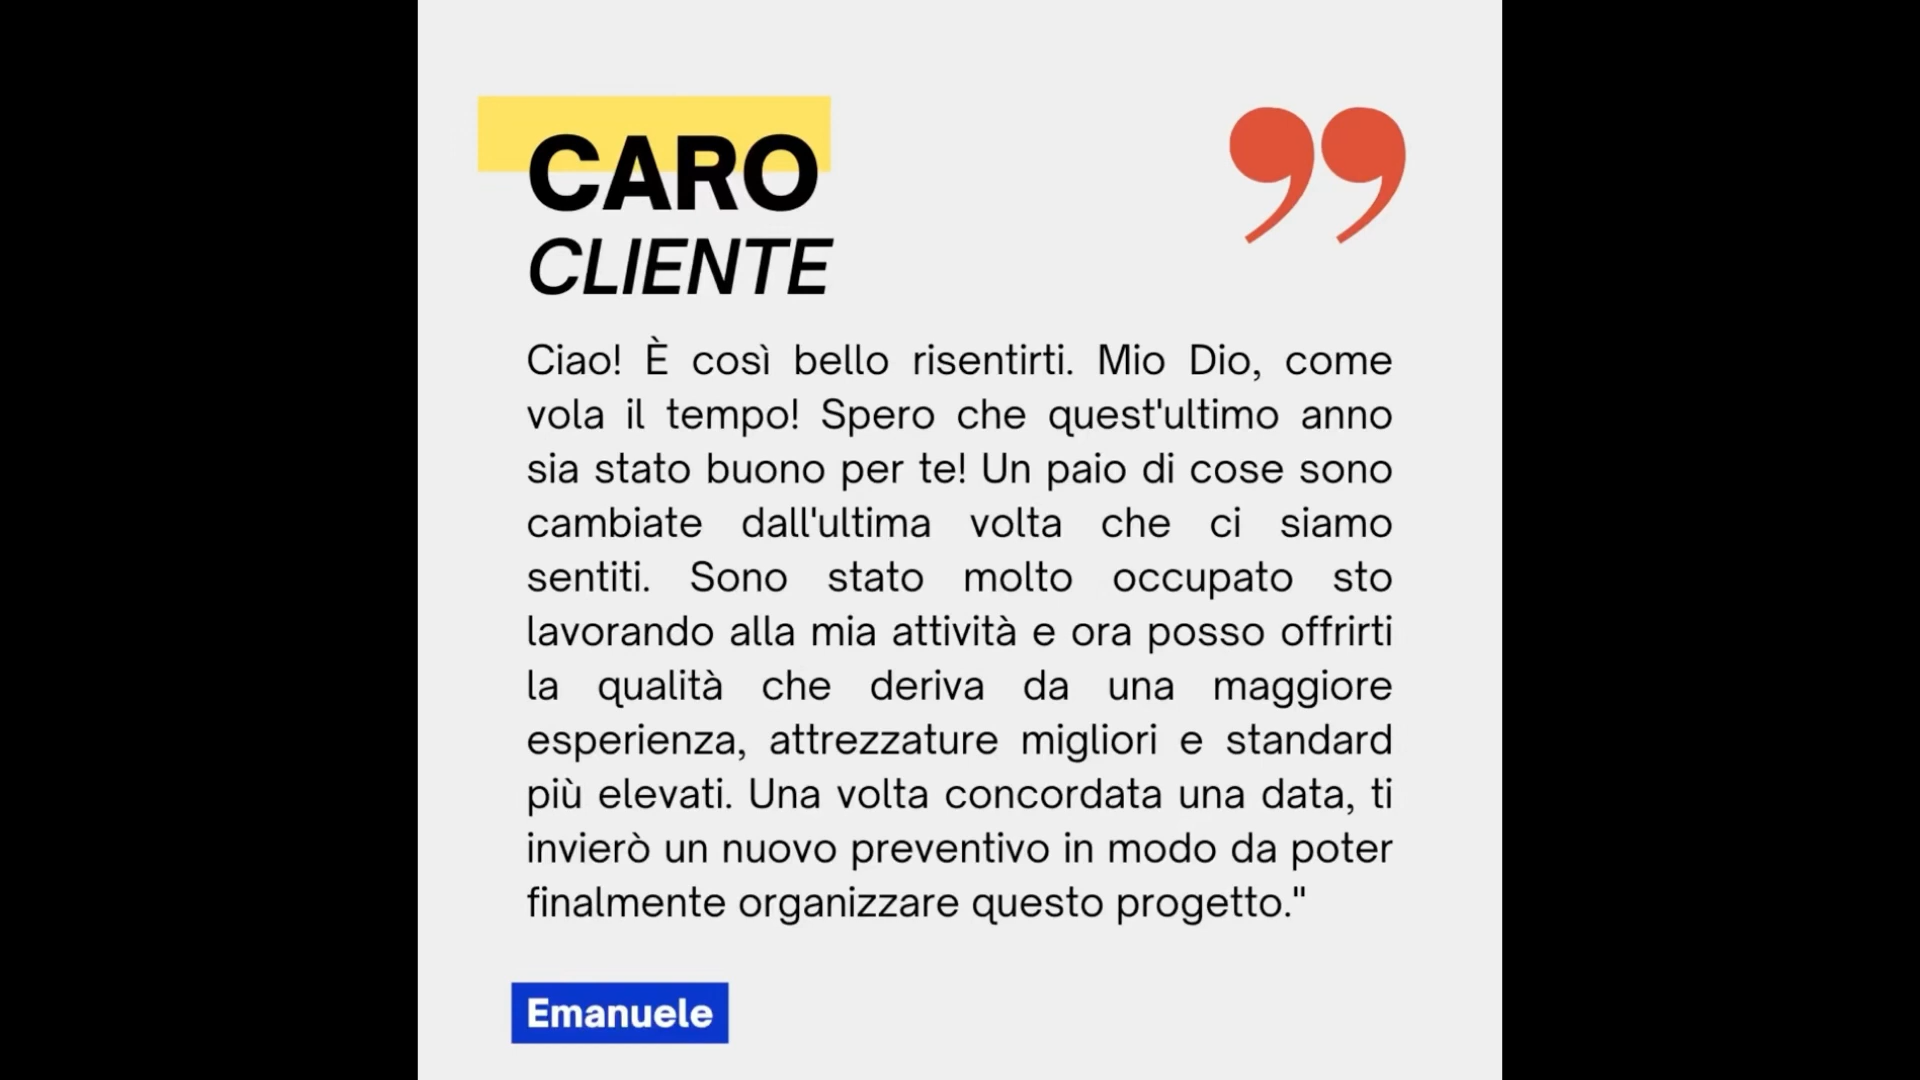 CARO
CLIENTE
Ciao! È così bello risentirti. Mio Dio, come
vola il tempo! Spero che quest'ultimo anno
sia stato buono per te! Un paio di cose sono
cambiate dall'ultima volta che ci siamo
sentiti. Sono stato molto occupato sto
lavorando alla mia attività e ora posso offrirti
la qualità che deriva da una maggiore
esperienza, attrezzature migliori e standard
più elevati. Una volta concordata una data, ti
invierò un nuovo preventivo in modo da poter
finalmente organizzare questo progetto."
Emanuele